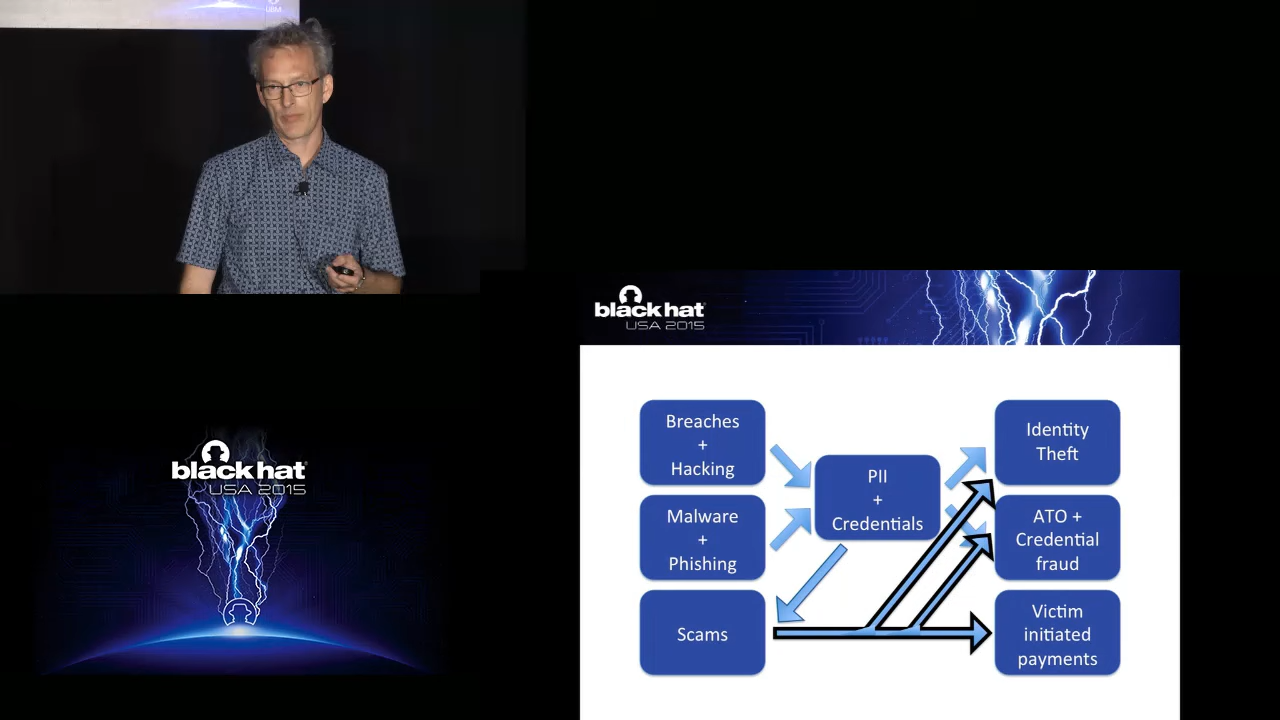 UBM
black hat
USA 2015
Breaches
+
Hacking
Malware
+
Phishing
Scams
PII
+
Credentials
Identity
Theft
ATO +
Credential
fraud
Victim
initiated
payments
black hat
USA 2015